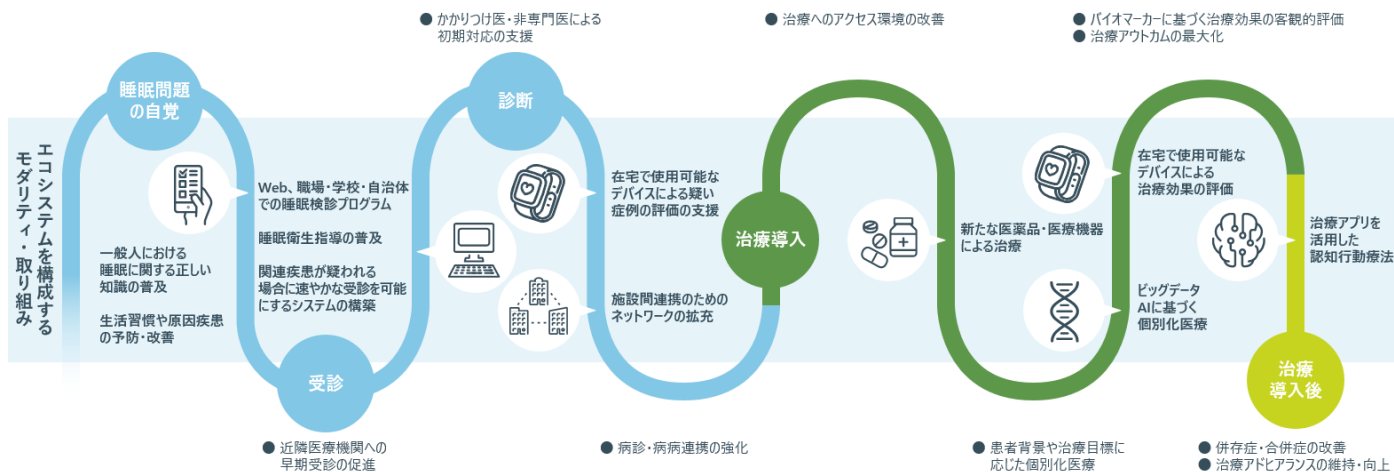 エコシステムを構成する
モダリティ・取り組み
睡眠問題
の自覚
一般人における
睡眠に関する正しい
知識の普及
生活習慣や原因疾患
の予防・改善
Web、職場・学校・自治体
での睡眠検診プログラム
睡眠衛生指導の普及
関連疾患が疑われる
場合に速やかな受診を可能
にするシステムの構築
受診
● 近隣医療機関への
早期受診の促進
● かかりつけ医・非専門医による
初期対応の支援
診断
在宅で使用可能な
デバイスによる疑い
症例の評価の支援
施設間連携のための
ネットワークの拡充
● 病診・病病連携の強化
● 治療へのアクセス環境の改善
治療導入
新たな医薬品・医療機器
による治療
● 患者背景や治療目標に
応じた個別化医療
● バイオマーカーに基づく治療効果の客観的評価
● 治療アウトカムの最大化
在宅で使用可能な
デバイスによる
治療効果の評価
ビッグデータ
AIに基づく
個別化医療
治療アプリを
活用した
認知行動療法
治療
導入後
● 併存症・合併症の改善
● 治療アドヒアランスの維持・向上